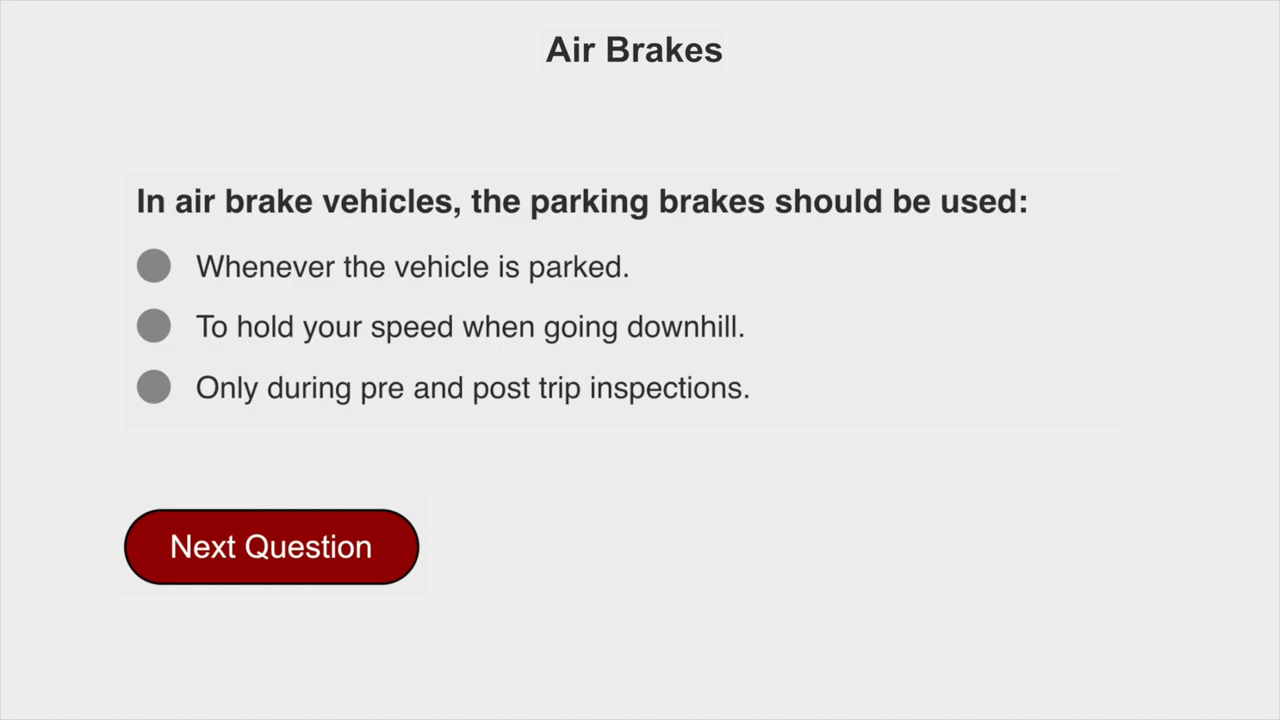 Air Brakes
In air brake vehicles, the parking brakes should be used:
Whenever the vehicle is parked.
To hold your speed when going downhill.
Only during pre and post trip inspections.
Next Question